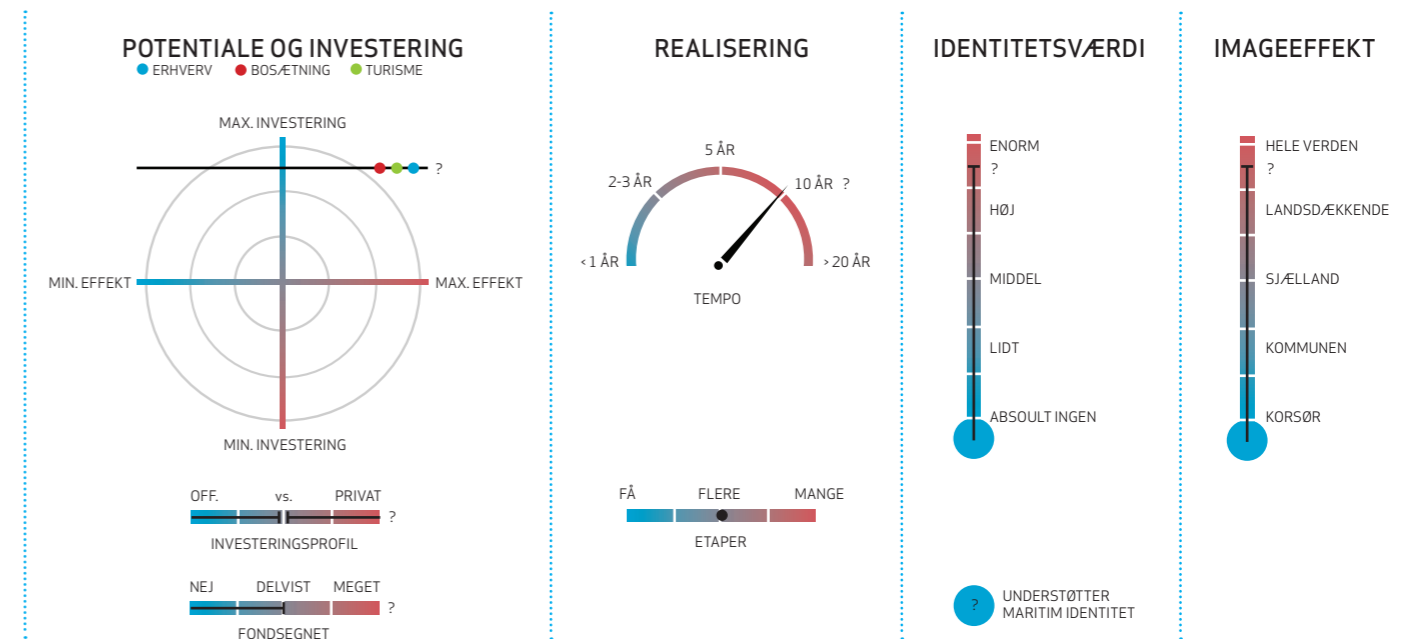 POTENTIALE OG INVESTERING
ERHVERV BOSÆTNING TURISME
MAX. INVESTERING
?
MIN. EFFEKT
MAX. EFFEKT
MIN. INVESTERING
OFF. vs. PRIVAT
?
INVESTERINGSPROFIL
NEJ DELVIST MEGET
?
FONDSEGNET
REALISERING
5 ÅR
2-3 ÅR
10 ÅR ?
<1 ÅR
>20 ÅR
TEMPO
FÅ FLERE MANGE
ETAPER
IDENTITETSVÆRDI
ENORM
?
HØJ
MIDDEL
LIDT
ABSOULT INGEN
?
UNDERSTØTTER
MARITIM IDENTITET
IMAGEEFFEKT
HELE VERDEN
?
LANDSDÆKKENDE
SJÆLLAND
KOMMUNEN
KORSØR